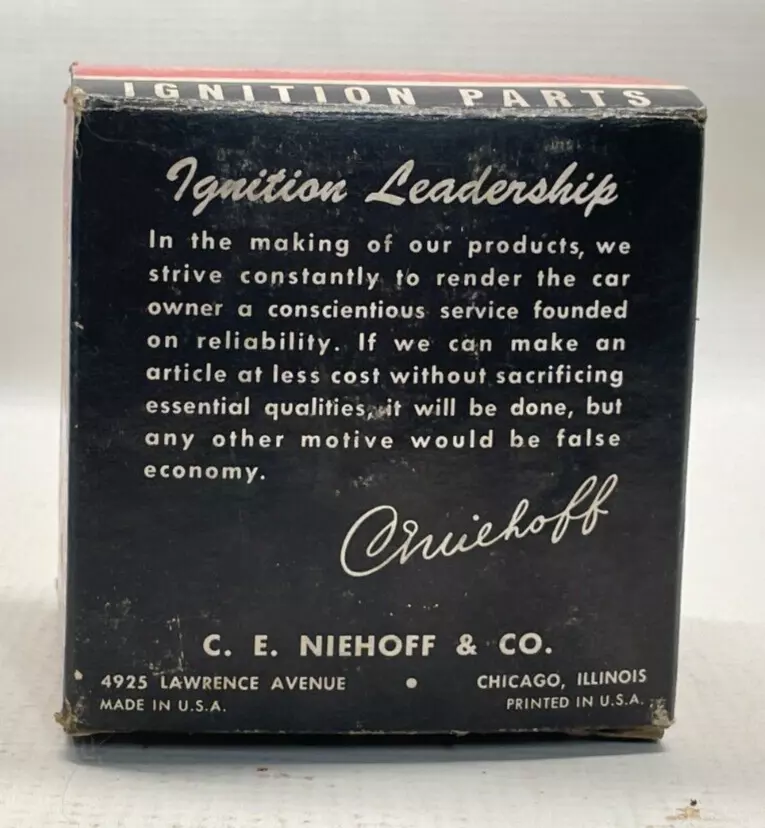 IGNITION PARTS
Ignition Leadership
In the making of our products, we
strive constantly to render the car
owner a conscientious service founded
on reliability. If we can make an
article at less cost without sacrificing
essential qualities, it will be done, but
any other motive would be false
economy.
CENiehoff
C. E. NIEHOFF & CO.
4925 LAWRENCE AVENUE • CHICAGO, ILLINOIS
MADE IN U.S.A. PRINTED IN U.S.A.